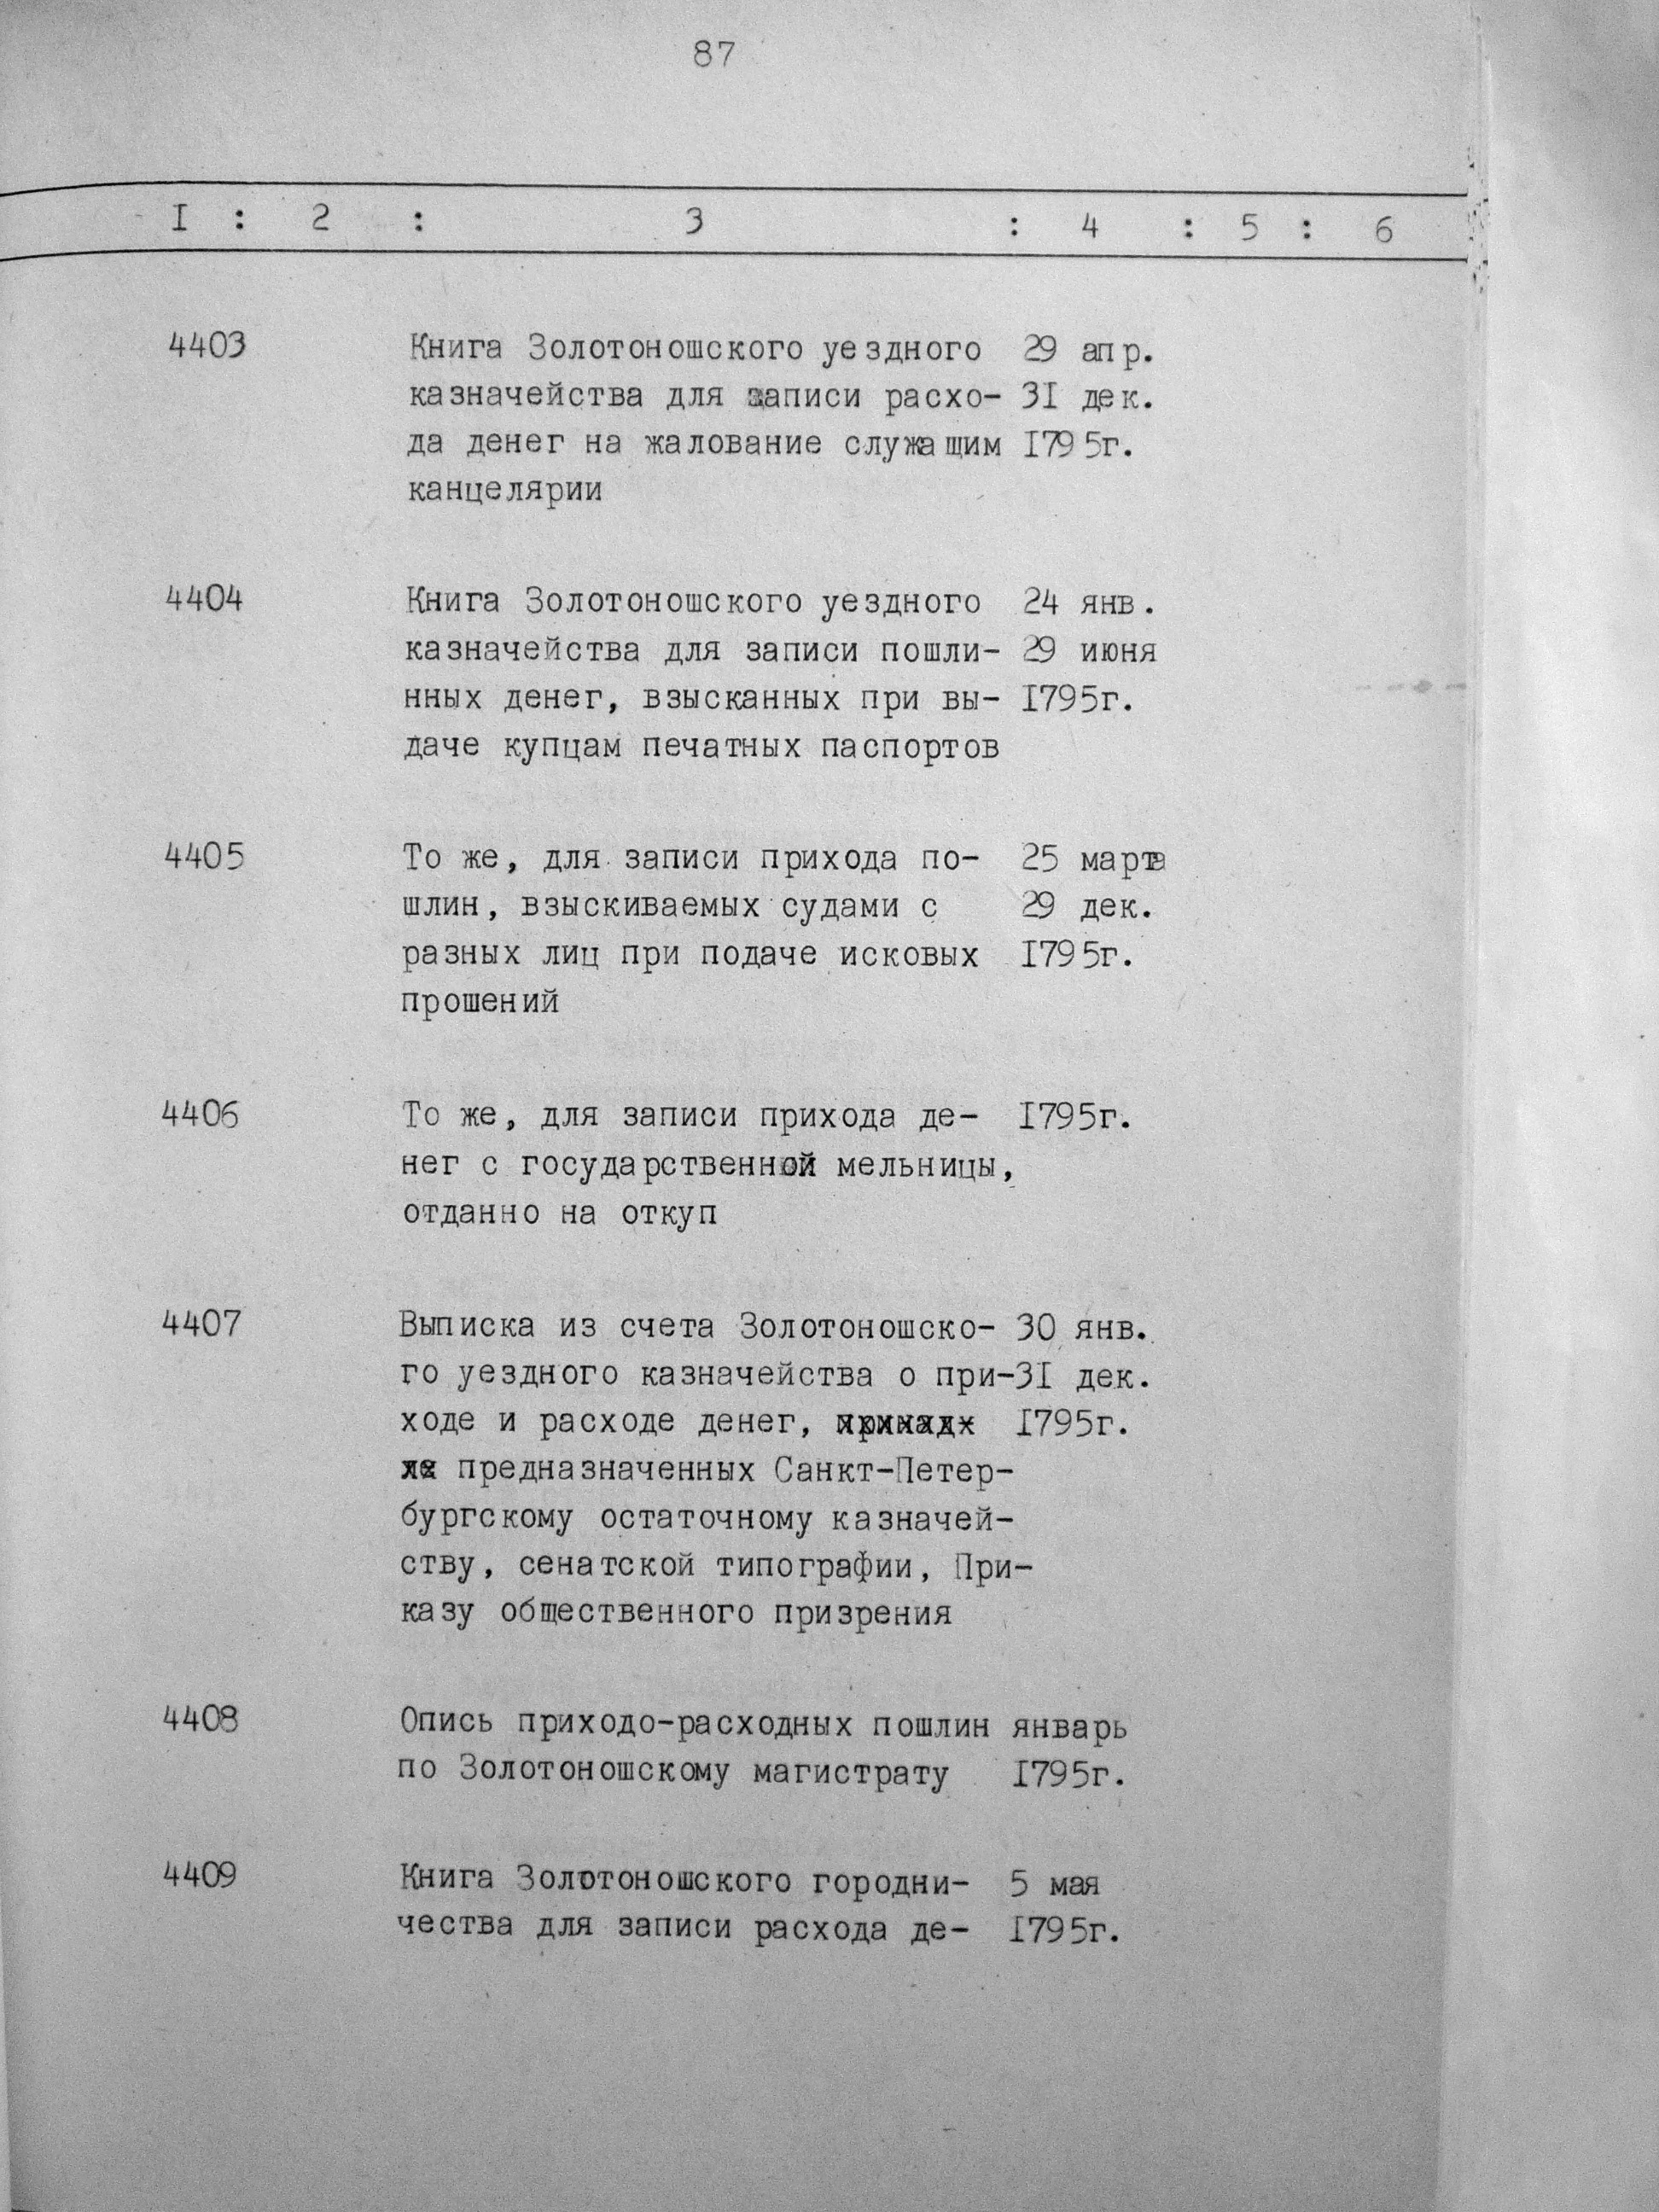 87
I : 2 : 3 : 4 : 5 : 6
4403 Книга Золотоношского уездного 29 апр.
казначейства для записи расхо- 31 дек.
да денег на жалование служащим 1795г.
канцелярии
4404 Книга Золотоношского уездного 24 янв.
казначейства для записи пошли- 29 июня
нных денег, взысканных при вы- 1795г.
даче купцам печатных паспортов
4405 То же, для записи прихода по- 25 марта
шлин, взыскиваемых судами с 29 дек.
разных лиц при подаче исковых 1795г.
прошений
4406 То же, для записи прихода де- 1795г.
нег с государственной мельницы,
отданно на откуп
4407 Выписка из счета Золотоношско- 30 янв.
го уездного казначейства о при- 31 дек.
ходе и расходе денег, 1795г.
предназначенных Санкт-Петер-
бургскому остаточному казначей-
ству, сенатской типографии, При-
казу общественного призрения
4408 Опись приходо-расходных пошлин январь
по Золотоношскому магистрату 1795г.
4409 Книга Золотоношского городни- 5 мая
чества для записи расхода де- 1795г.